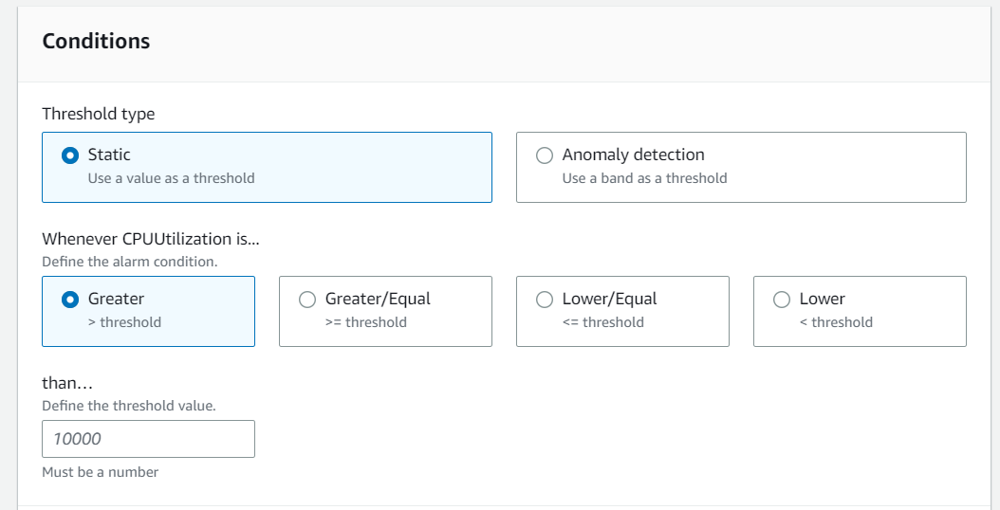 Conditions
Threshold type
Static
Use a value as a threshold
Anomaly detection
Use a band as a threshold
Whenever CPUUtilization is...
Define the alarm condition.
Greater
> threshold
Greater/Equal
>= threshold
Lower/Equal
<= threshold
Lower
< threshold
than…
Define the threshold value.
10000
Must be a number